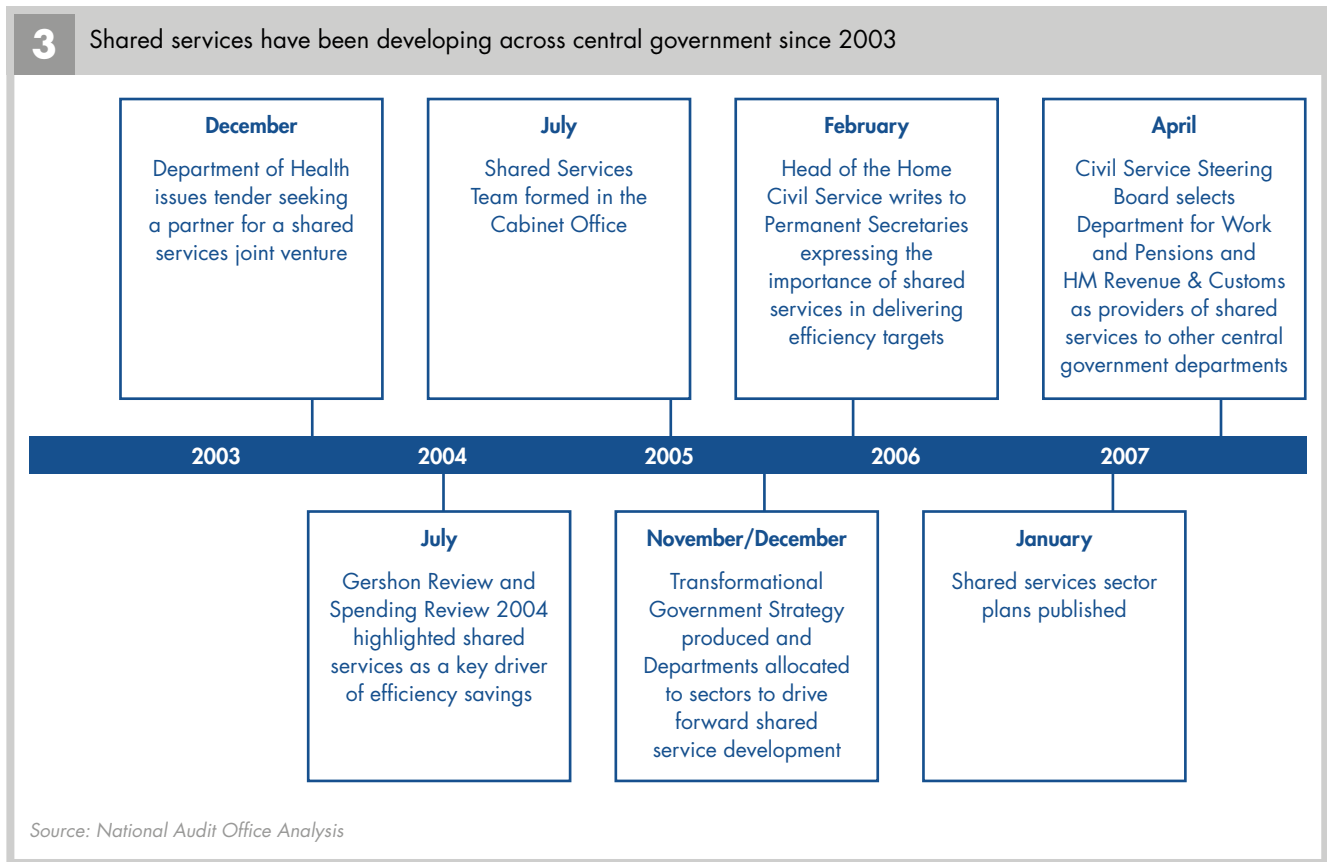 3
Shared services have been developing across central government since 2003
December
Department of Health
issues tender seeking
a partner for a shared
services joint venture
July
Shared Services
Team formed in the
Cabinet Office
February
Head of the Home
Civil Service writes to
Permanent Secretaries
expressing the
importance of shared
services in delivering
efficiency targets
April
Civil Service Steering
Board selects
Department for Work
and Pensions and
HM Revenue & Customs
as providers of shared
services to other central
government departments
2003 2004 2005 2006 2007
July
Gershon Review and
Spending Review 2004
highlighted shared
services as a key driver
of efficiency savings
November/December
Transformational
Government Strategy
produced and
Departments allocated
to sectors to drive
forward shared
service development
January
Shared services sector
plans published
Source: National Audit Office Analysis